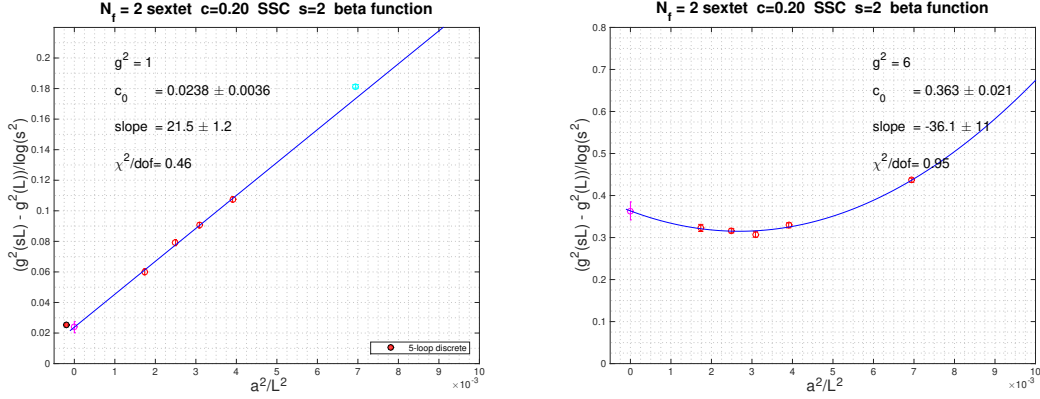 N_f = 2 sextet c=0.20 SSC s=2 beta function
(g^2(sL) - g^2(L))/log(s^2)
0.2
0.18
0.16
0.14
0.12
0.1
0.08
0.06
0.04
0.02
0
g^2 = 1
c_0 = 0.0238 ± 0.0036
slope = 21.5 ± 1.2
χ^2/dof= 0.46
5-loop discrete
0 1 2 3 4 5 6 7 8 9 10
×10^-3
a^2/L^2
N_f = 2 sextet c=0.20 SSC s=2 beta function
(g^2(sL) - g^2(L))/log(s^2)
0.8
0.7
0.6
0.5
0.4
0.3
0.2
0.1
0
g^2 = 6
c_0 = 0.363 ± 0.021
slope = -36.1 ± 11
χ^2/dof= 0.95
0 1 2 3 4 5 6 7 8 9 10
×10^-3
a^2/L^2